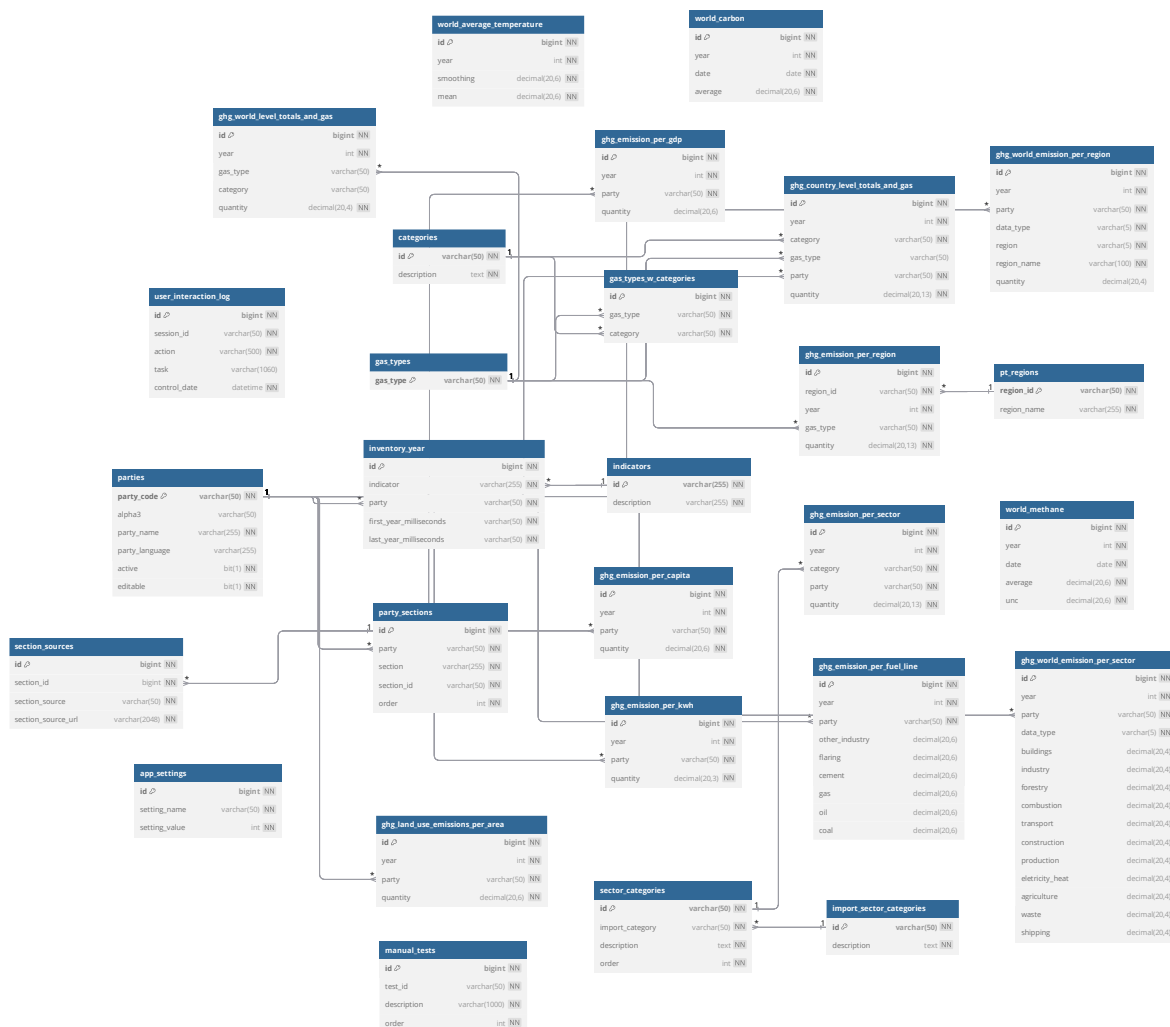 world_average_temperature
id bigint NN
year int NN
smoothing decimal(20,6) NN
mean decimal(20,6) NN
world_carbon
id bigint NN
year int NN
date date NN
average decimal(20,6) NN
ghg_world_level_totals_and_gas
id bigint NN
year int NN
gas_type varchar(50)
category varchar(50)
quantity decimal(20,4) NN
*
ghg_emission_per_gdp
id bigint NN
year int NN
* party varchar(50) NN
quantity decimal(20,6)
ghg_country_level_totals_and_gas
id bigint NN
year int NN
* category varchar(50) NN
* gas_type varchar(50)
* party varchar(50) NN
quantity decimal(20,13) NN
ghg_world_emission_per_region
id bigint NN
year int NN
* party varchar(50) NN
data_type varchar(5) NN
region varchar(5) NN
region_name varchar(100) NN
quantity decimal(20,4)
categories
id varchar(50) NN 1
description text NN
gas_types_w_categories
id bigint NN
* gas_type varchar(50) NN
* category varchar(50) NN
user_interaction_log
id bigint NN
session_id varchar(50) NN
action varchar(500) NN
task varchar(1060)
control_date datetime NN
gas_types
gas_type varchar(50) NN 1
ghg_emission_per_region
id bigint NN
region_id varchar(50) NN *
year int NN
* gas_type varchar(50) NN
quantity decimal(20,13) NN
pt_regions
1 region_id varchar(50) NN
region_name varchar(255) NN
inventory_year
id bigint NN
indicator varchar(255) NN *
* party varchar(50) NN
first_year_milliseconds varchar(50) NN
last_year_milliseconds varchar(50) NN
indicators
1 id varchar(255) NN
description varchar(255) NN
parties
party_code varchar(50) NN 1
alpha3 varchar(50)
party_name varchar(255) NN
party_language varchar(255)
active bit(1) NN
editable bit(1) NN
ghg_emission_per_sector
id bigint NN
year int NN
* category varchar(50) NN
party varchar(50) NN
quantity decimal(20,13) NN
world_methane
id bigint NN
year int NN
date date NN
average decimal(20,6) NN
unc decimal(20,6) NN
ghg_emission_per_capita
id bigint NN
year int NN
* party varchar(50) NN
quantity decimal(20,6) NN
party_sections
1 id bigint NN
* party varchar(50) NN
section varchar(255) NN
section_id varchar(50) NN
order int NN
section_sources
id bigint NN
section_id bigint NN *
section_source varchar(50) NN
section_source_url varchar(2048) NN
ghg_emission_per_fuel_line
id bigint NN
year int NN
* party varchar(50) NN
other_industry decimal(20,6)
flaring decimal(20,6)
cement decimal(20,6)
gas decimal(20,6)
oil decimal(20,6)
coal decimal(20,6)
ghg_world_emission_per_sector
id bigint NN
year int NN
* party varchar(50) NN
data_type varchar(5) NN
buildings decimal(20,4)
industry decimal(20,4)
forestry decimal(20,4)
combustion decimal(20,4)
transport decimal(20,4)
construction decimal(20,4)
production decimal(20,4)
eletricity_heat decimal(20,4)
agriculture decimal(20,4)
waste decimal(20,4)
shipping decimal(20,4)
ghg_emission_per_kwh
id bigint NN
year int NN
* party varchar(50) NN
quantity decimal(20,3) NN
app_settings
id bigint NN
setting_name varchar(50) NN
setting_value int NN
ghg_land_use_emissions_per_area
id bigint NN
year int NN
* party varchar(50) NN
quantity decimal(20,6) NN
sector_categories
id varchar(50) NN 1
import_category varchar(50) NN *
description text NN
order int NN
import_sector_categories
1 id varchar(50) NN
description text NN
manual_tests
id bigint NN
test_id varchar(50) NN
description varchar(1000) NN
order int NN